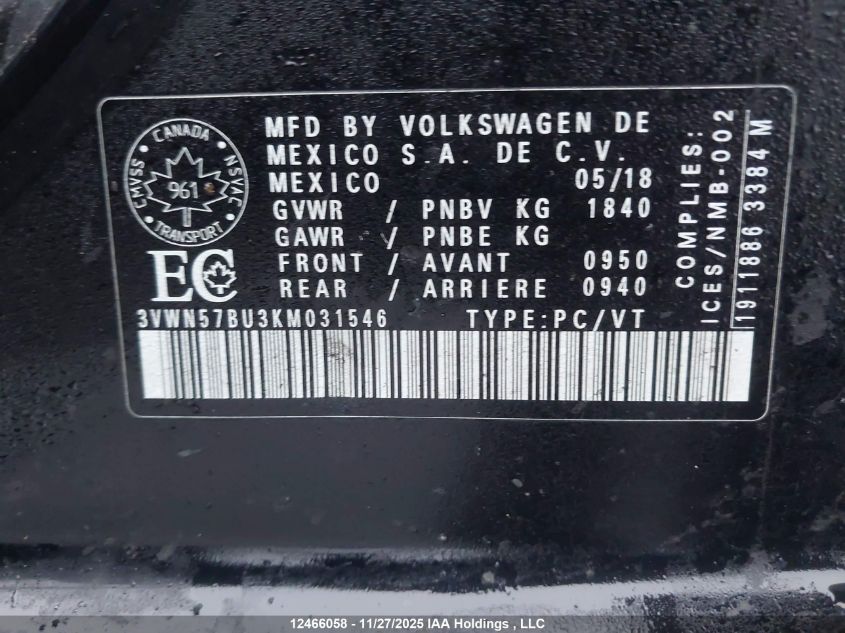 CANADA
CMVSS
NSVAC
961
TRANSPORT
EC
MFD BY VOLKSWAGEN DE
MEXICO S.A. DE C.V.
MEXICO 05/18
GVWR / PNBV KG 1840
GAWR / PNBE KG
FRONT / AVANT 0950
REAR / ARRIERE 0940
3VWN57BU3KM031546 TYPE:PC/VT
COMPLIES:
ICES/NMB-002
1911886 3384 M
12466058 - 11/27/2025 IAA Holdings , LLC